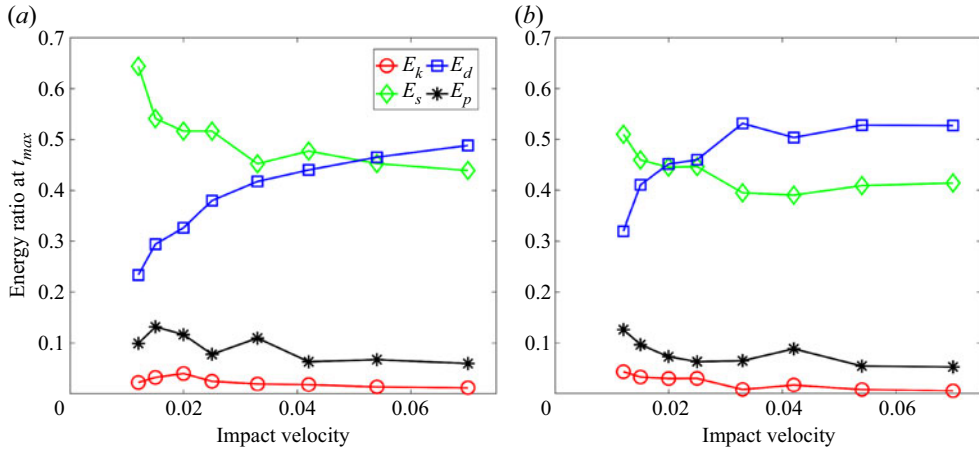 (a) (b)
0.7 0.7
E_k E_d
0.6 E_s E_p 0.6
0.5 0.5
0.4 0.4
Energy ratio at t_max
0.3 0.3
0.2 0.2
0.1 0.1
0 0.02 0.04 0.06 0 0.02 0.04 0.06
Impact velocity Impact velocity